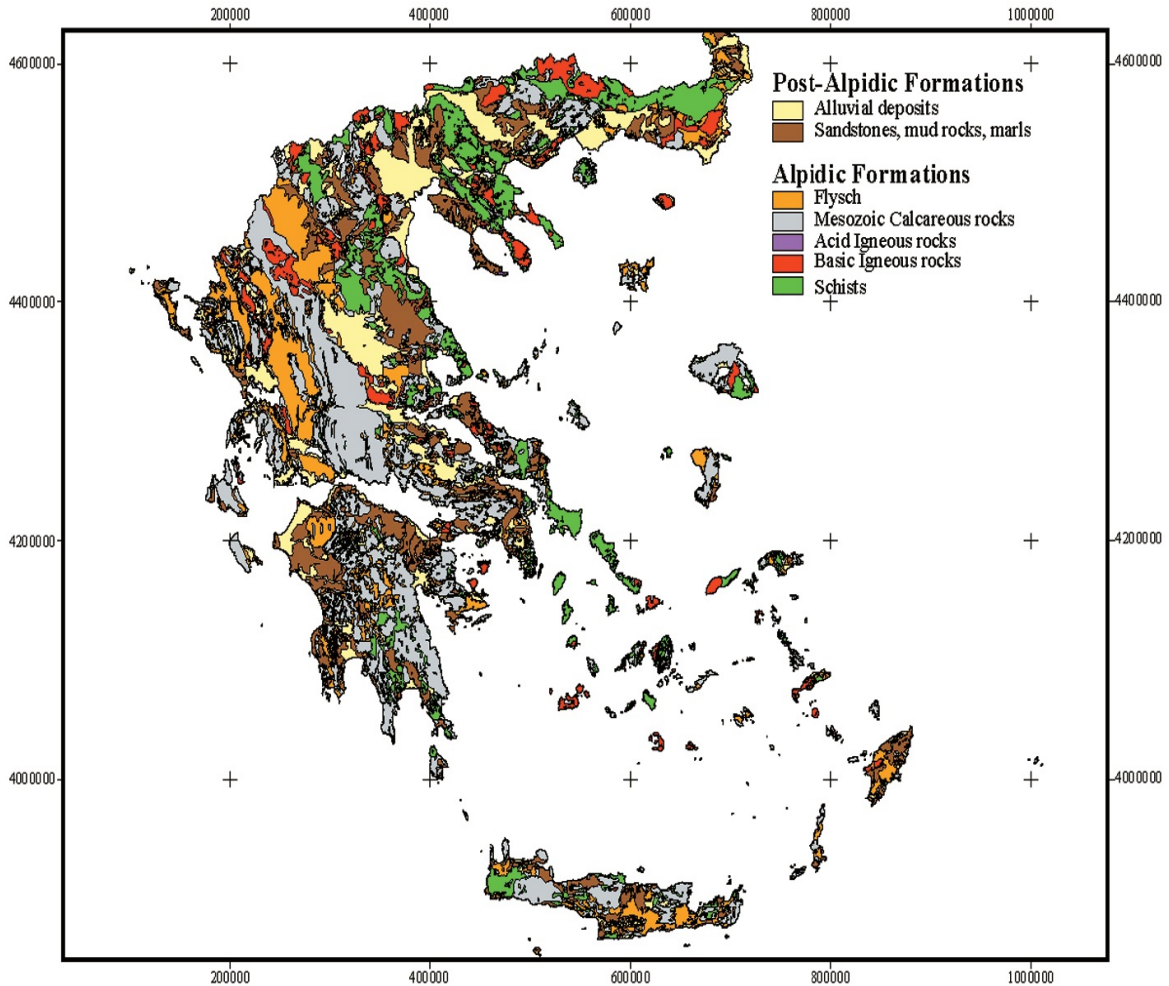 200000 400000 600000 800000 1000000
4600000 4600000
Post-Alpidic Formations
Alluvial deposits
Sandstones, mud rocks, marls
Alpidic Formations
Flysch
Mesozoic Calcareous rocks
Acid Igneous rocks
Basic Igneous rocks
Schists
4400000 4400000
4200000 4200000
4000000 4000000
200000 400000 600000 800000 1000000